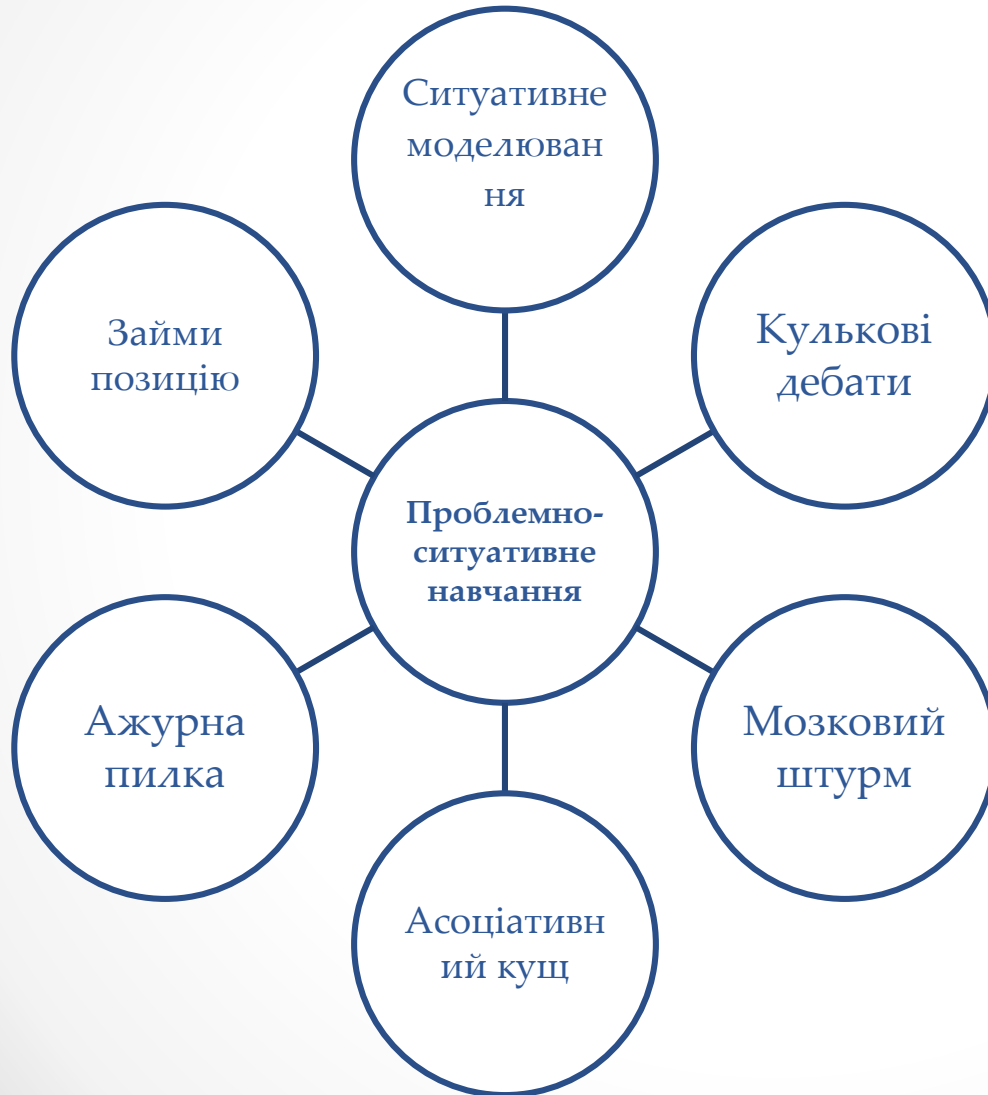 Ситуативне
моделюван
ня
Займи
позицію
Кулькові
дебати
Проблемно-
ситуативне
навчання
Ажурна
пилка
Мозковий
штурм
Асоціативн
ий кущ